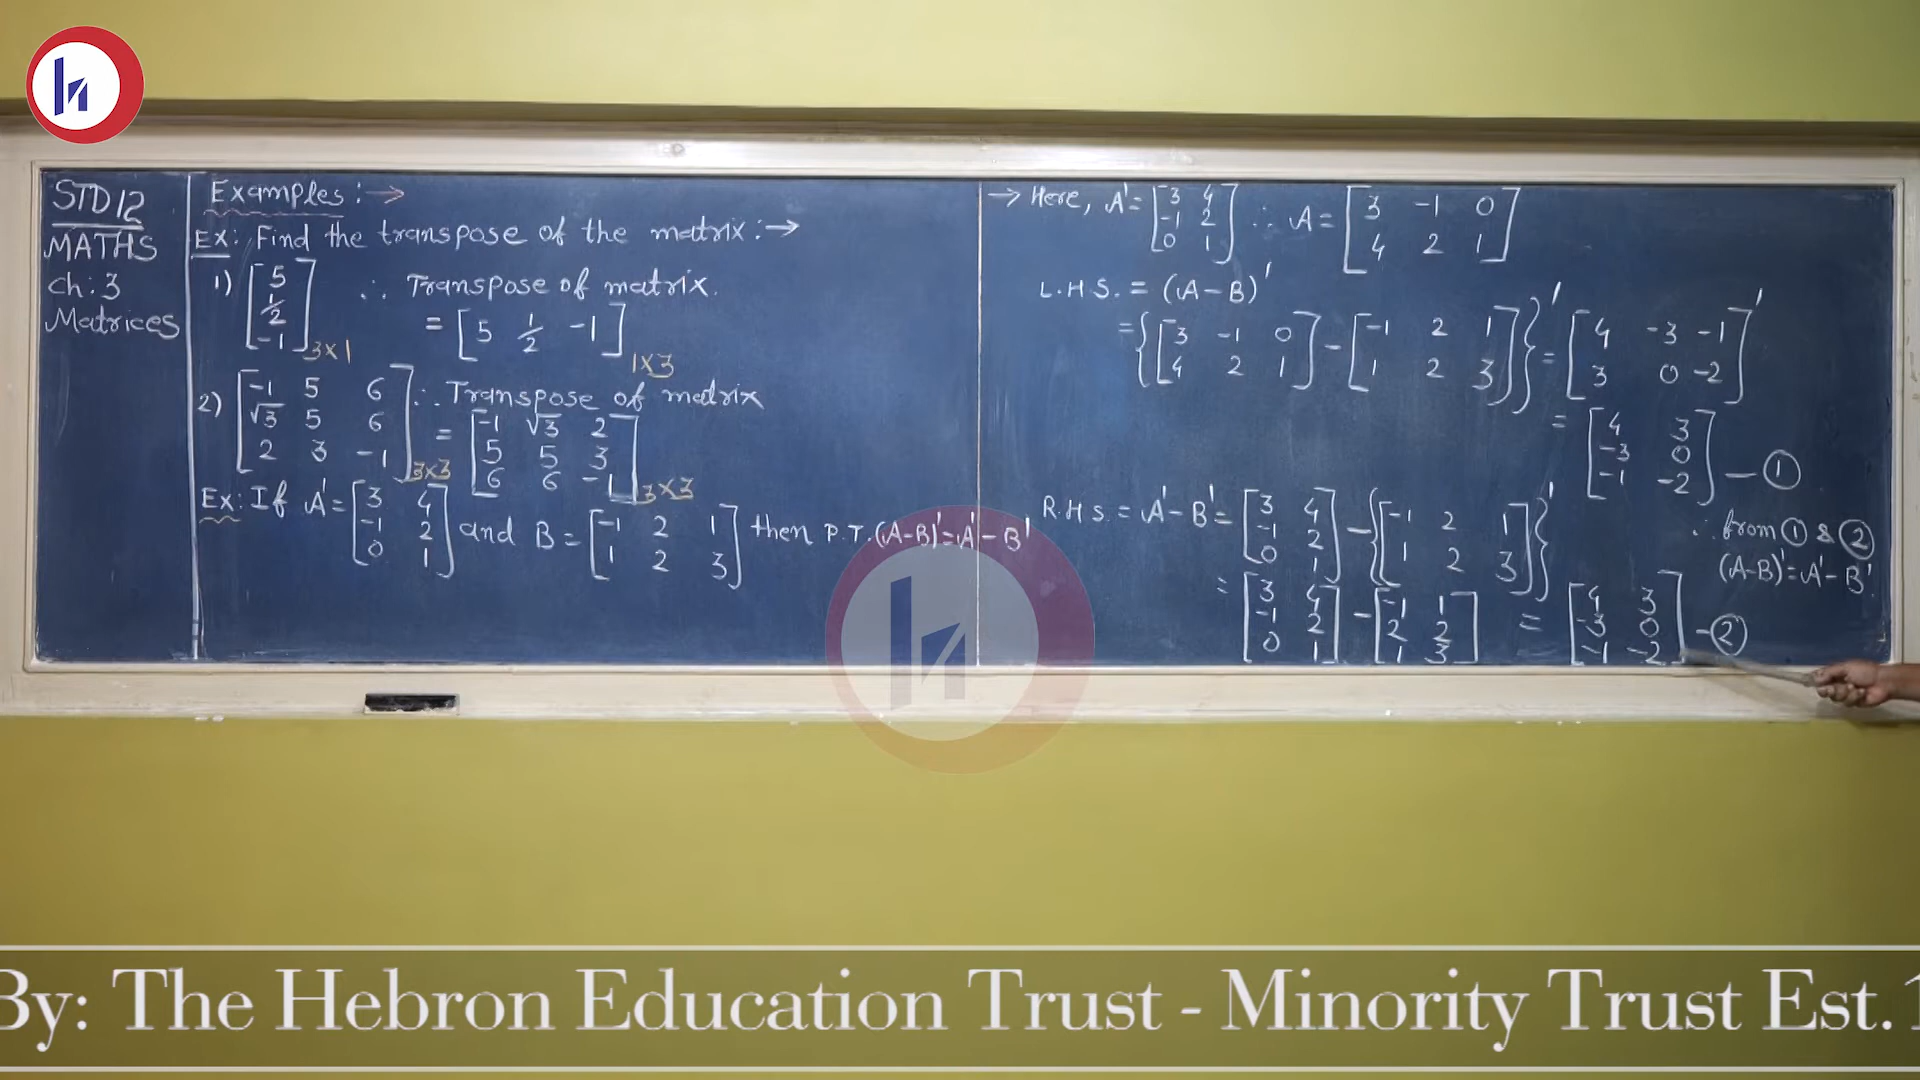 STD 12
MATHS
ch: 3
Matrices
Examples: →
Ex: Find the transpose of the matrix: →
1) [5 1/2 -1] 3×1 ∴ Transpose of matrix.
= [5 1/2 -1] 1×3
2) [-1 5 6; √3 5 6; 2 3 -1] 3×3 ∴ Transpose of matrix
= [-1 √3 2; 5 5 3; 6 6 -1] 3×3
Ex: If A' = [3 4; -1 2; 0 1] and B = [-1 2 1; 1 2 3] then P.T. (A-B)' = A' - B'
→ Here, A' = [3 4; -1 2; 0 1] ∴ A = [3 -1 0; 4 2 1]
L.H.S. = (A - B)'
= {[3 -1 0; 4 2 1] - [-1 2 1; 1 2 3]}' = [4 -3 -1; 3 0 -2]'
= [4 3; -3 0; -1 -2] — ①
R.H.S. = A' - B' = [3 4; -1 2; 0 1] - {[-1 2 1; 1 2 3]}'
= [3 4; -1 2; 0 1] - [-1 1; 2 2; 1 3] = [4 3; -3 0; -1 -2] - ②
∴ from ① & ②
(A-B)' = A' - B'
By: The Hebron Education Trust - Minority Trust Est.